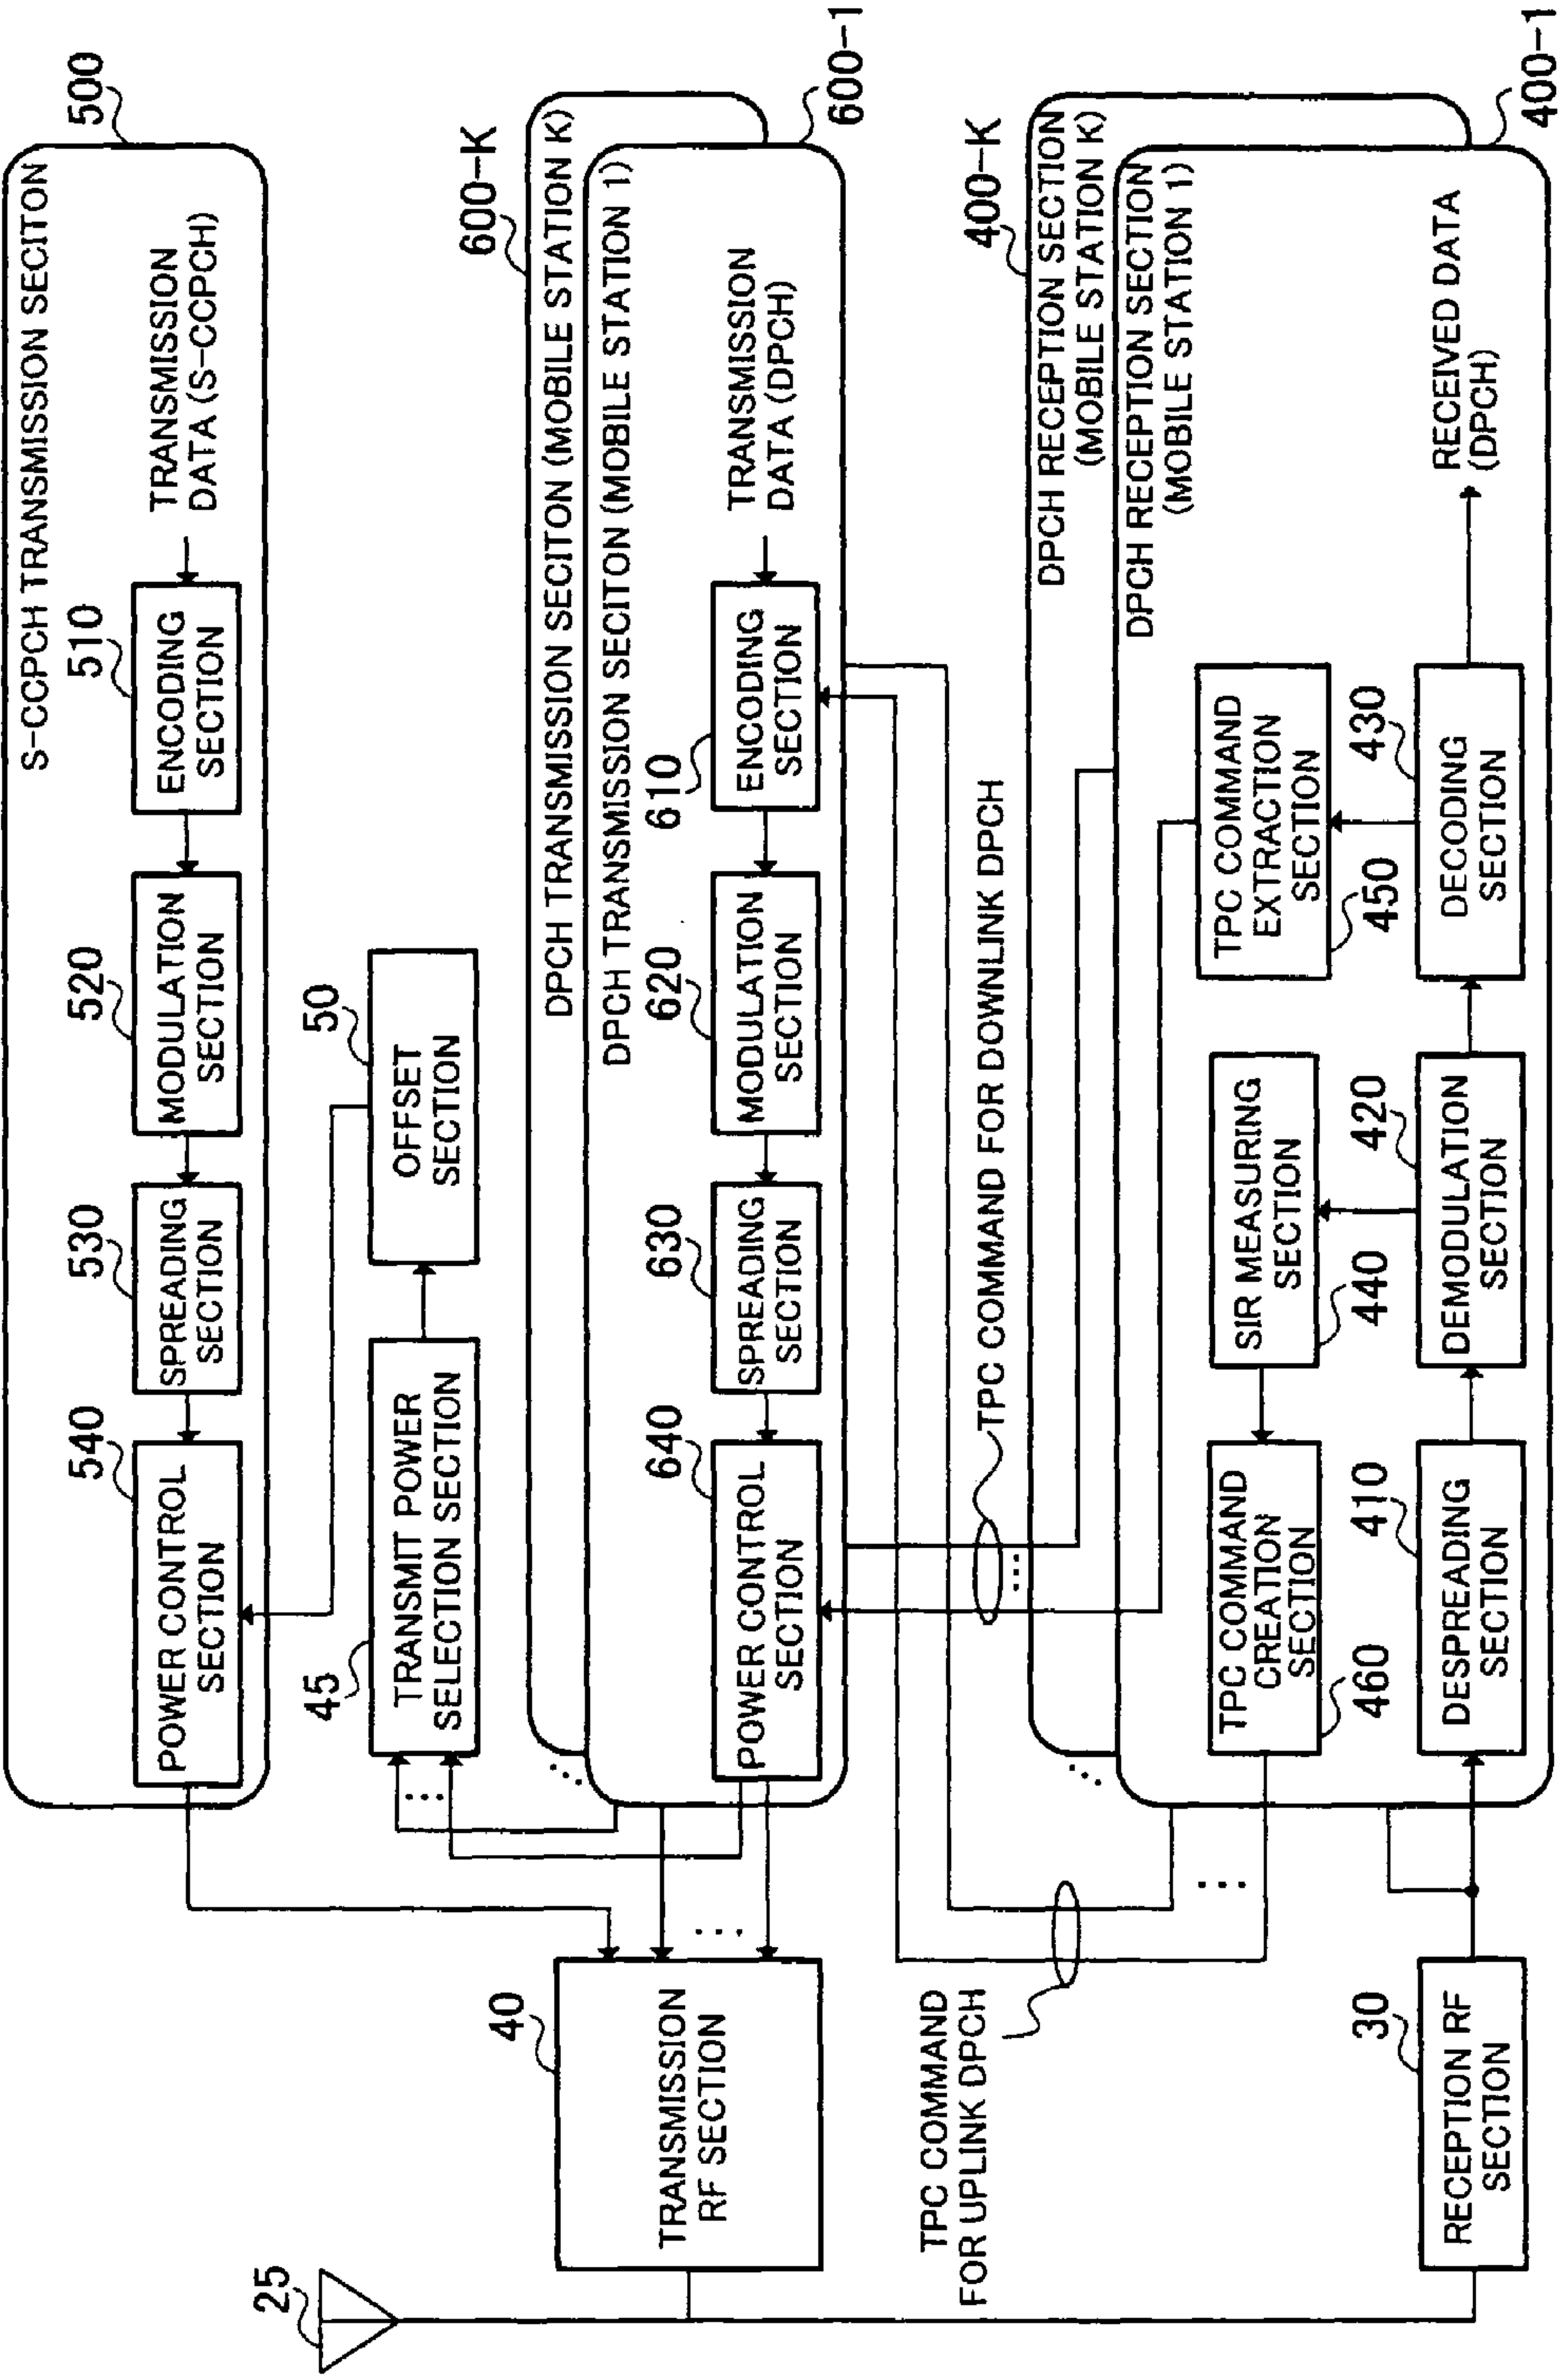 S-CCPCH TRANSMISSION SECITON
500
TRANSMISSION
DATA (S-CCPCH)
510
ENCODING
SECTION
520
MODULATION
SECTION
530
SPREADING
SECTION
540
POWER CONTROL
SECTION
50
OFFSET
SECTION
45
TRANSMIT POWER
SELECTION SECTION
600-K
DPCH TRANSMISSION SECITON (MOBILE STATION K)
600-1
DPCH TRANSMISSION SECITON (MOBILE STATION 1)
TRANSMISSION
DATA (DPCH)
610
ENCODING
SECTION
620
MODULATION
SECTION
630
SPREADING
SECTION
640
POWER CONTROL
SECTION
40
TRANSMISSION
RF SECTION
25
TPC COMMAND FOR DOWNLINK DPCH
TPC COMMAND
FOR UPLINK DPCH
400-K
DPCH RECEPTION SECTION
(MOBILE STATION K)
400-1
DPCH RECEPTION SECTION
(MOBILE STATION 1)
TPC COMMAND
EXTRACTION
SECTION
450
SIR MEASURING
SECTION
440
TPC COMMAND
CREATION
SECTION
460
RECEIVED DATA
(DPCH)
430
DECODING
SECTION
420
DEMODULATION
SECTION
410
DESPREADING
SECTION
30
RECEPTION RF
SECTION